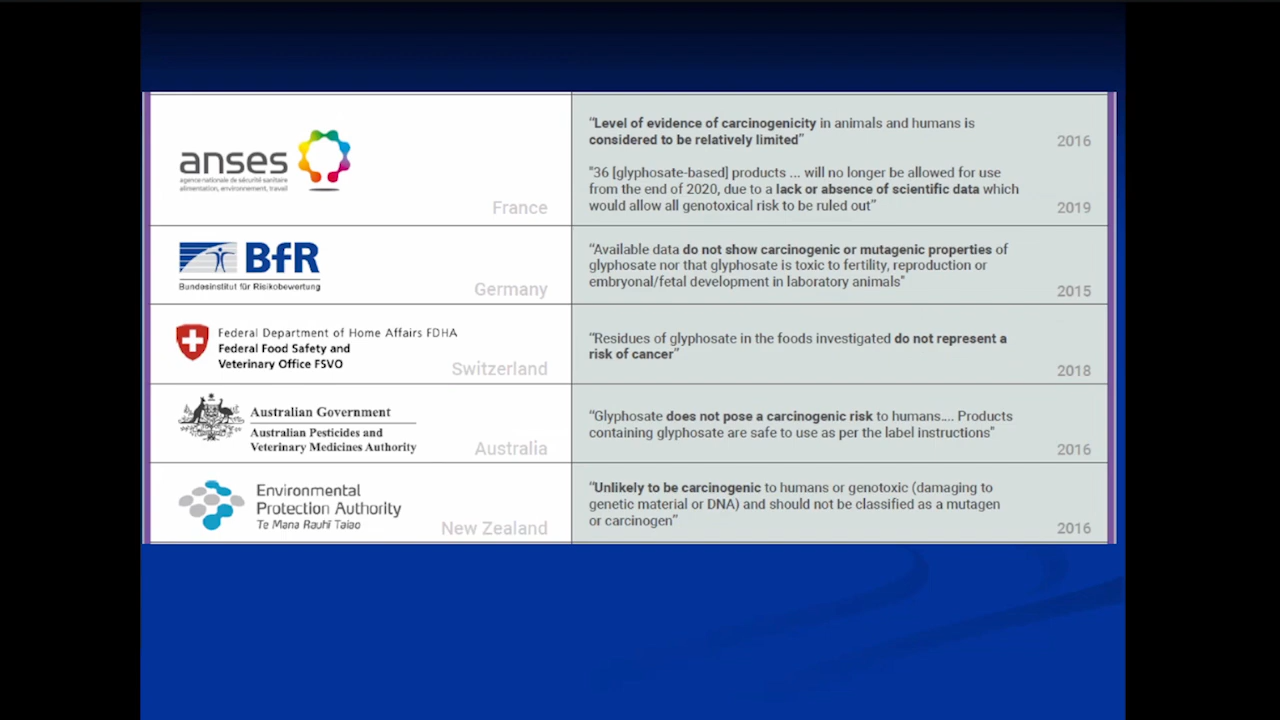 anses
agence nationale de sécurité sanitaire
alimentation, environnement, travail
France
“Level of evidence of carcinogenicity in animals and humans is
considered to be relatively limited”
2016
"36 [glyphosate-based] products ... will no longer be allowed for use
from the end of 2020, due to a lack or absence of scientific data which
would allow all genotoxical risk to be ruled out”
2019
BfR
Bundesinstitut für Risikobewertung
Germany
“Available data do not show carcinogenic or mutagenic properties of
glyphosate nor that glyphosate is toxic to fertility, reproduction or
embryonal/fetal development in laboratory animals"
2015
Federal Department of Home Affairs FDHA
Federal Food Safety and
Veterinary Office FSVO
Switzerland
“Residues of glyphosate in the foods investigated do not represent a
risk of cancer”
2018
Australian Government
Australian Pesticides and
Veterinary Medicines Authority
Australia
“Glyphosate does not pose a carcinogenic risk to humans.... Products
containing glyphosate are safe to use as per the label instructions"
2016
Environmental
Protection Authority
Te Mana Rauhī Taiao
New Zealand
“Unlikely to be carcinogenic to humans or genotoxic (damaging to
genetic material or DNA) and should not be classified as a mutagen
or carcinogen”
2016